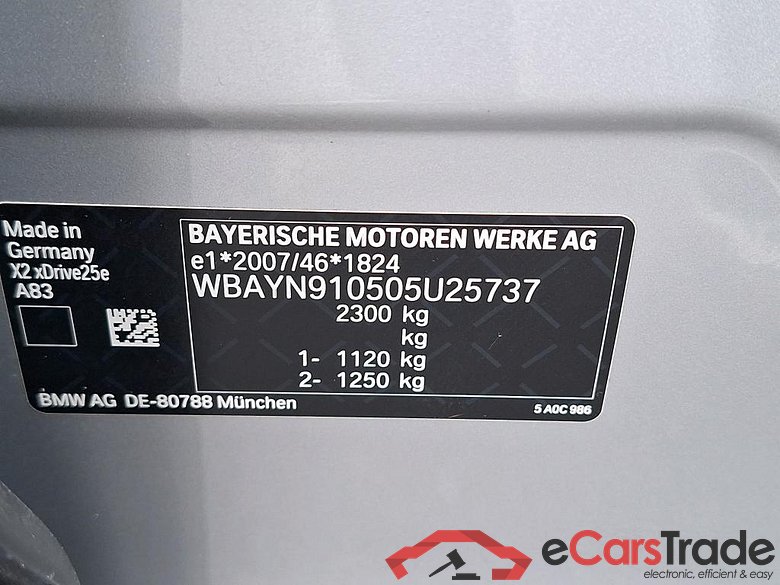 Made in
Germany
X2 xDrive25e
A83
BAYERISCHE MOTOREN WERKE AG
e1*2007/46*1824
WBAYN910505U25737
2300 kg
kg
1- 1120 kg
2- 1250 kg
BMW AG DE-80788 München
5 A0C 986
eCarsTrade
electronic, efficient & easy